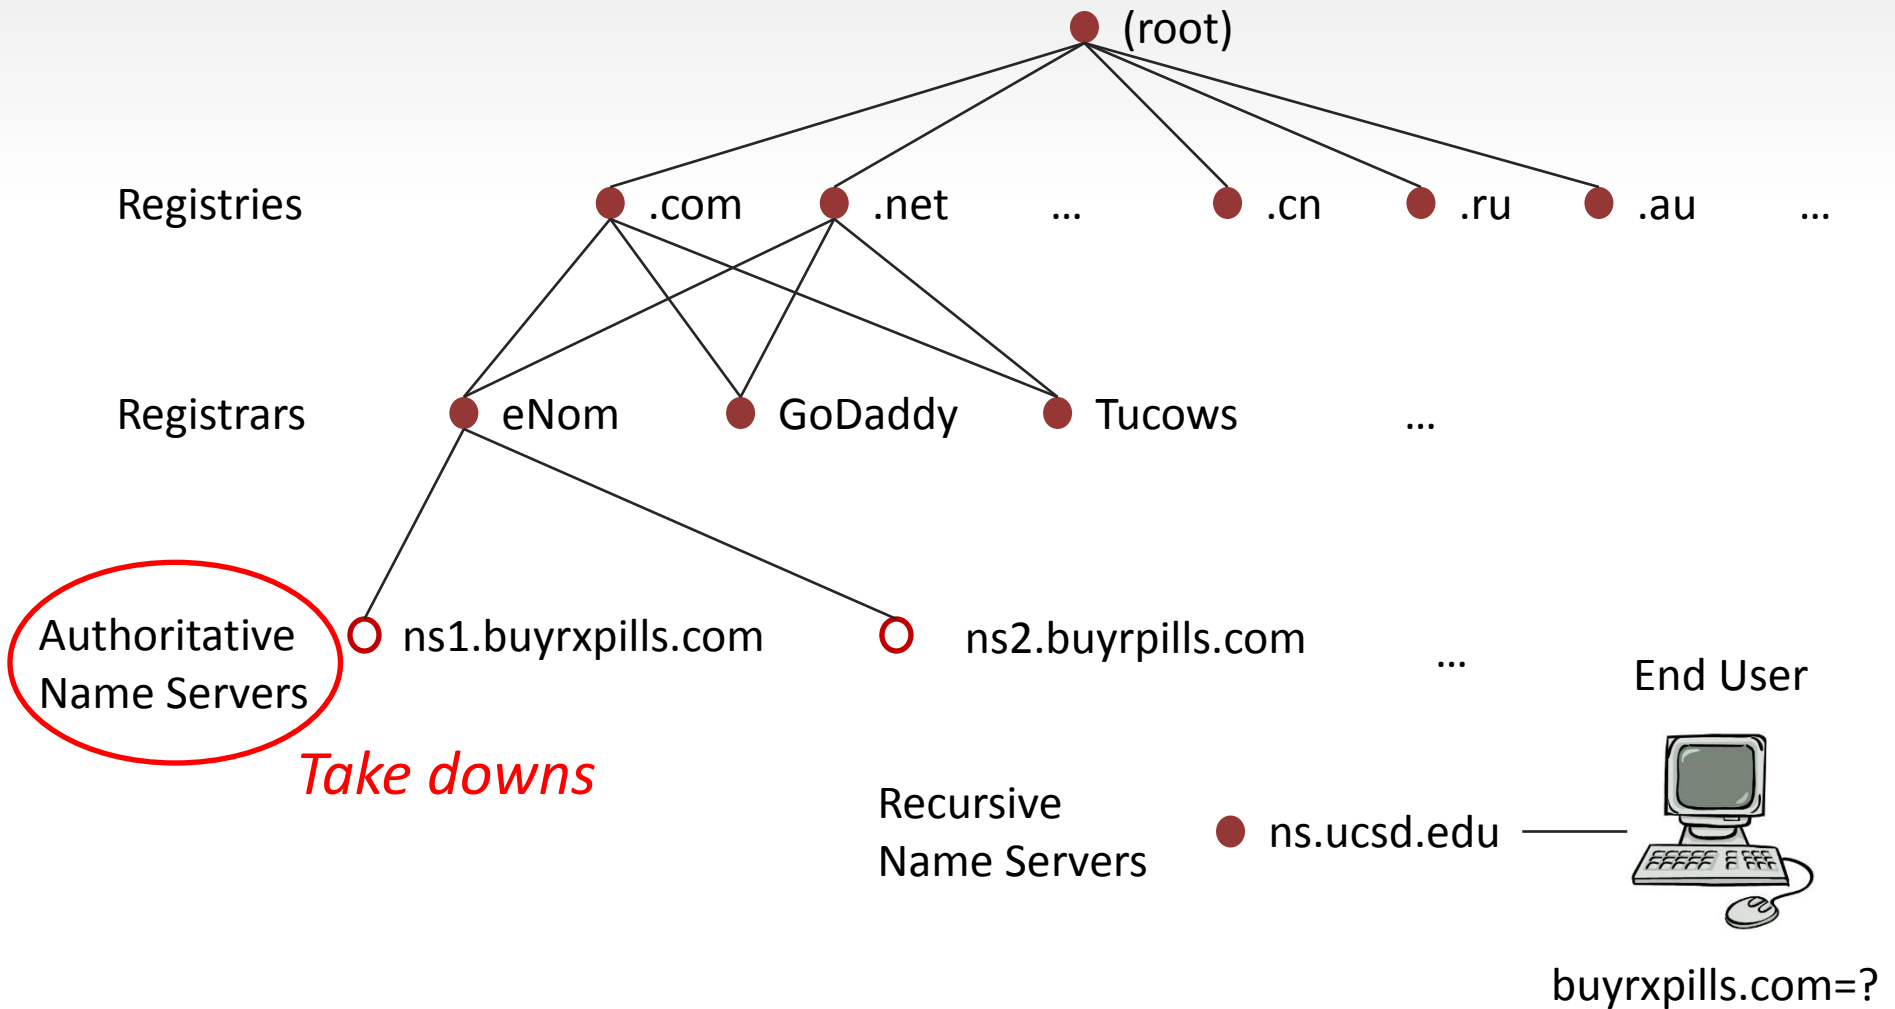 (root)
Registries .com .net ... .cn .ru .au ...
Registrars eNom GoDaddy Tucows ...
Authoritative
Name Servers
ns1.buyrxpills.com ns2.buyrpills.com ...
Take downs
End User
Recursive
Name Servers
ns.ucsd.edu
buyrxpills.com=?